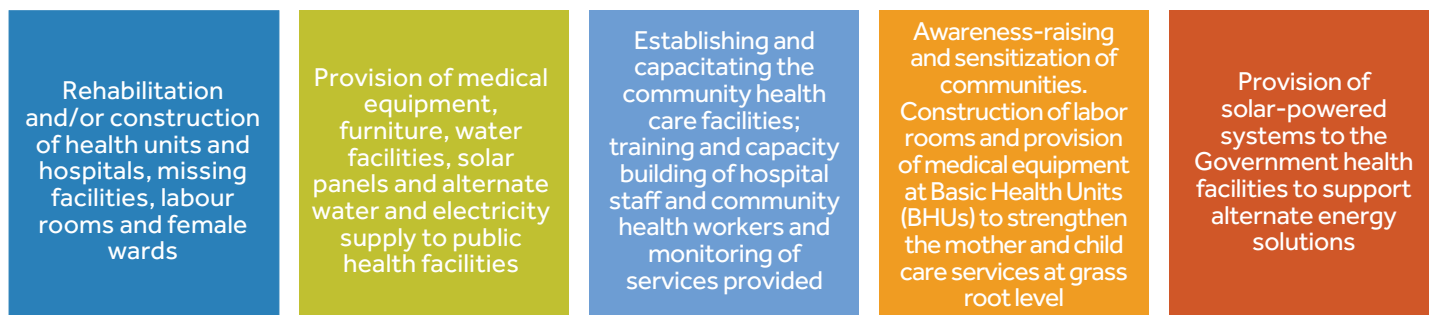 Rehabilitation
and/or construction
of health units and
hospitals, missing
facilities, labour
rooms and female
wards
Provision of medical
equipment,
furniture, water
facilities, solar
panels and alternate
water and electricity
supply to public
health facilities
Establishing and
capacitating the
community health
care facilities;
training and capacity
building of hospital
staff and community
health workers and
monitoring of
services provided
Awareness-raising
and sensitization of
communities.
Construction of labor
rooms and provision
of medical equipment
at Basic Health Units
(BHUs) to strengthen
the mother and child
care services at grass
root level
Provision of
solar-powered
systems to the
Government health
facilities to support
alternate energy
solutions